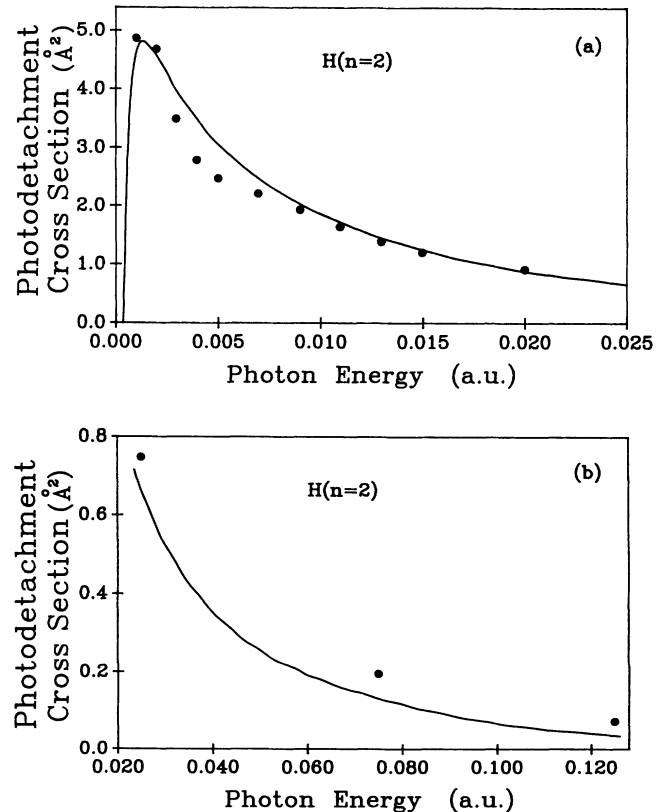 Photodetachment
Cross Section (Å²)
5.0
4.0
3.0
2.0
1.0
0.0
H(n=2)
(a)
0.000 0.005 0.010 0.015 0.020 0.025
Photon Energy (a.u.)
Photodetachment
Cross Section (Å²)
0.8
0.6
0.4
0.2
0.0
H(n=2)
(b)
0.020 0.040 0.060 0.080 0.100 0.120
Photon Energy (a.u.)